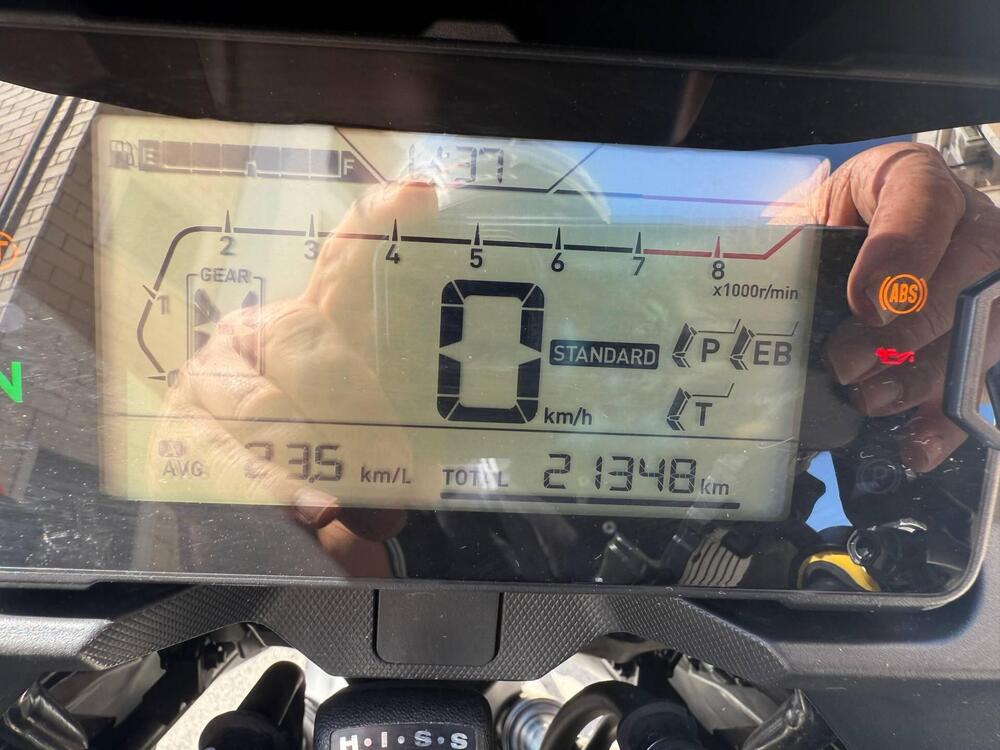 E F
2 3 4 5 6 7 8
x1000r/min
GEAR
1
ABS
N
0 km/h
STANDARD
P EB
T
A
AVG 23.5 km/L
TOTAL 21348 km
H·I·S·S